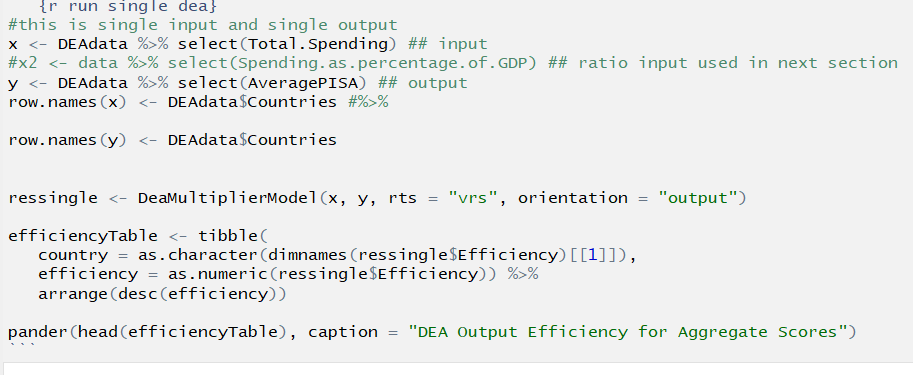 {r run single dea}
#this is single input and single output
x <- DEAdata %>% select(Total.Spending) ## input
#x2 <- data %>% select(Spending.as.percentage.of.GDP) ## ratio input used in next section
y <- DEAdata %>% select(AveragePISA) ## output
row.names(x) <- DEAdata$Countries #%>%
row.names(y) <- DEAdata$Countries
ressingle <- DeaMultiplierModel(x, y, rts = "vrs", orientation = "output")
efficiencyTable <- tibble(
country = as.character(dimnames(ressingle$Efficiency)[[1]]),
efficiency = as.numeric(ressingle$Efficiency)) %>%
arrange(desc(efficiency))
pander(head(efficiencyTable), caption = "DEA Output Efficiency for Aggregate Scores")
```